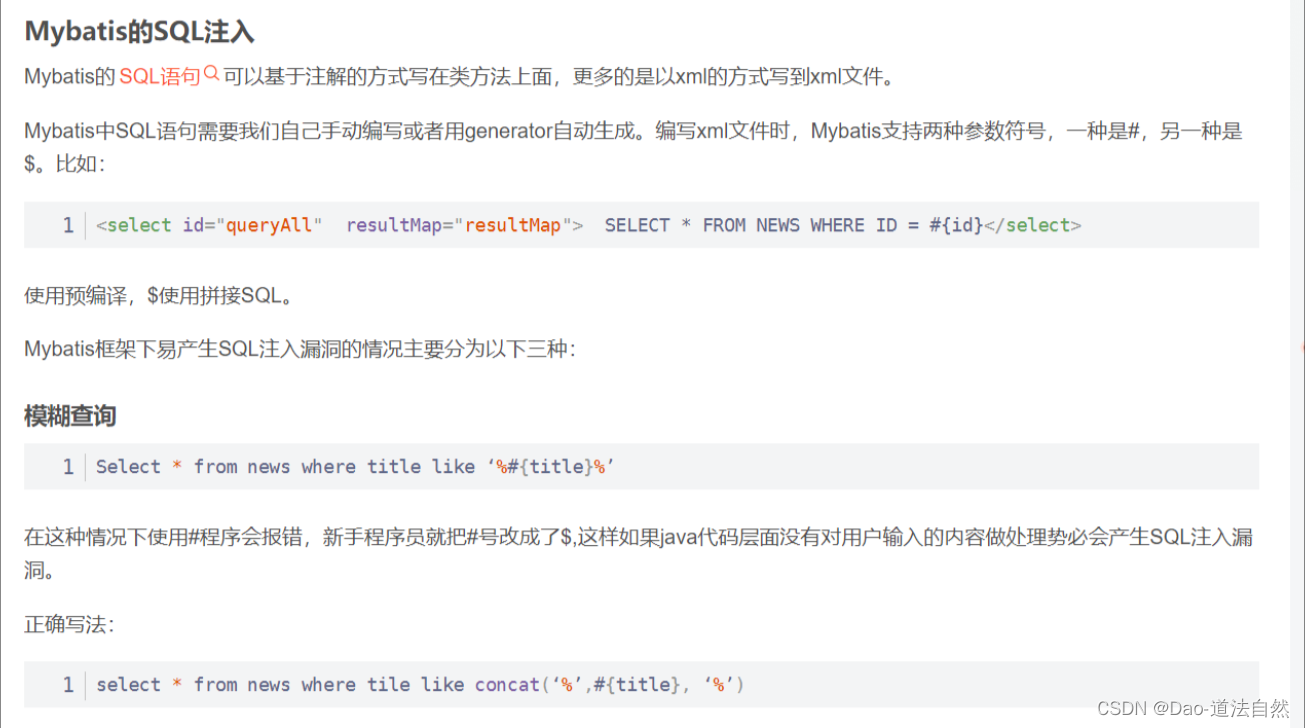 Mybatis的SQL注入
Mybatis的 SQL语句 可以基于注解的方式写在类方法上面，更多的是以xml的方式写到xml文件。
Mybatis中SQL语句需要我们自己手动编写或者用generator自动生成。编写xml文件时，Mybatis支持两种参数符号，一种是#，另一种是
$。比如：
1 <select id="queryAll"  resultMap="resultMap">  SELECT * FROM NEWS WHERE ID = #{id}</select>
使用预编译，$使用拼接SQL。
Mybatis框架下易产生SQL注入漏洞的情况主要分为以下三种：
模糊查询
1 Select * from news where title like ‘%#{title}%’
在这种情况下使用#程序会报错，新手程序员就把#号改成了$,这样如果java代码层面没有对用户输入的内容做处理势必会产生SQL注入漏
洞。
正确写法：
1 select * from news where tile like concat(‘%’,#{title}, ‘%’)
CSDN @Dao-道法自然